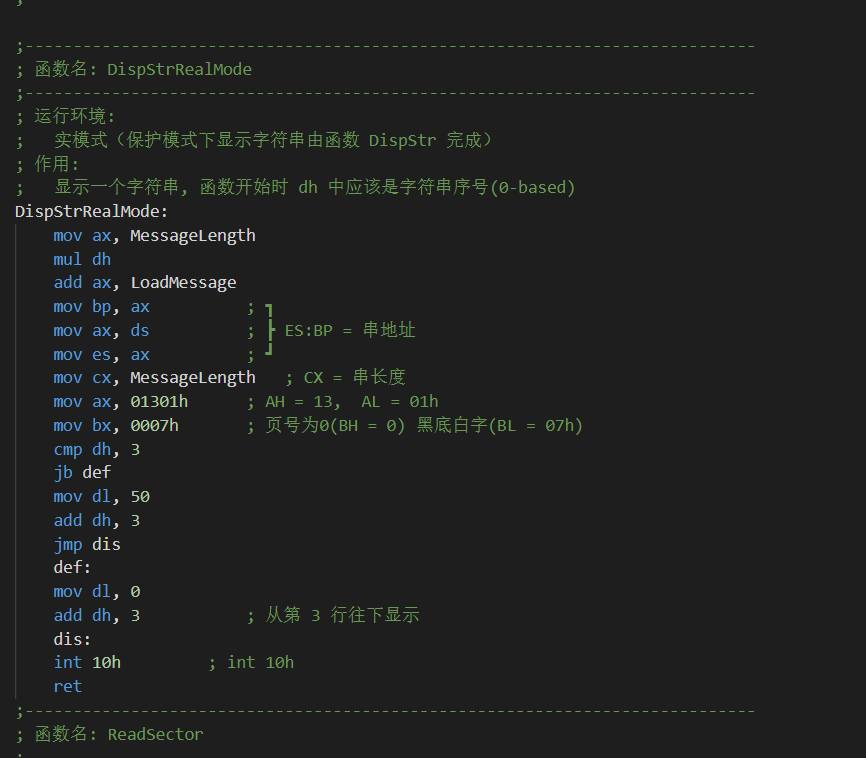 ;
;----------------------------------------------------------------------------
; 函数名: DispStrRealMode
;----------------------------------------------------------------------------
; 运行环境:
;   实模式（保护模式下显示字符串由函数 DispStr 完成）
; 作用:
;   显示一个字符串, 函数开始时 dh 中应该是字符串序号(0-based)
DispStrRealMode:
    mov ax, MessageLength
    mul dh
    add ax, LoadMessage
    mov bp, ax          ; ┓
    mov ax, ds          ; ┣ ES:BP = 串地址
    mov es, ax          ; ┛
    mov cx, MessageLength   ; CX = 串长度
    mov ax, 01301h      ; AH = 13,  AL = 01h
    mov bx, 0007h       ; 页号为0(BH = 0) 黑底白字(BL = 07h)
    cmp dh, 3
    jb def
    mov dl, 50
    add dh, 3
    jmp dis
    def:
    mov dl, 0
    add dh, 3           ; 从第 3 行往下显示
    dis:
    int 10h         ; int 10h
    ret
;----------------------------------------------------------------------------
; 函数名: ReadSector